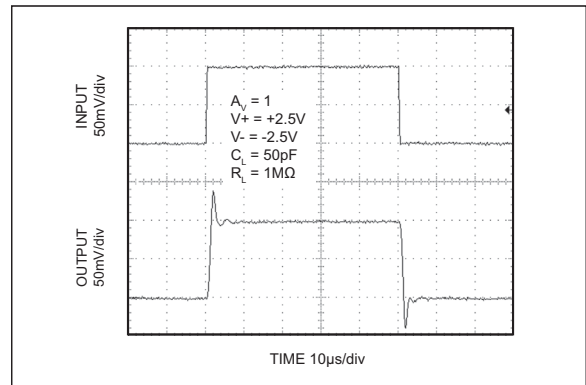 INPUT
50mV/div
A_V = 1
V+ = +2.5V
V- = -2.5V
C_L = 50pF
R_L = 1MΩ
OUTPUT
50mV/div
TIME 10µs/div